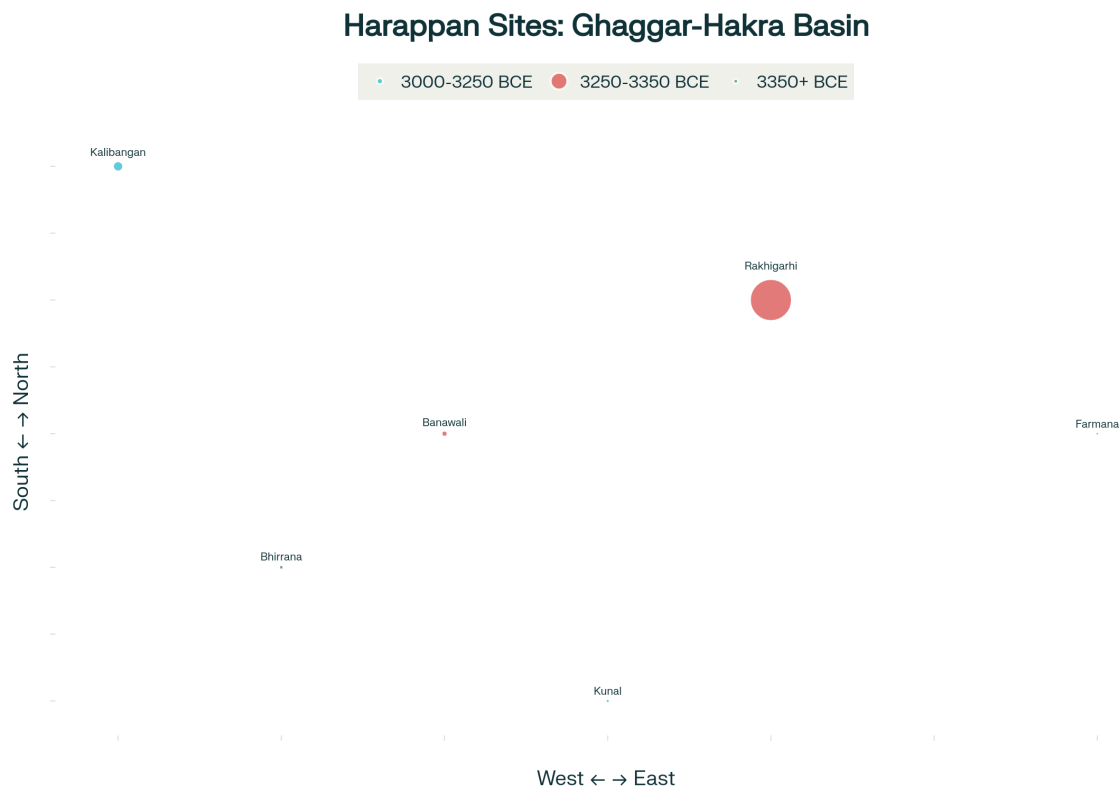 Harappan Sites: Ghaggar-Hakra Basin
3000-3250 BCE 3250-3350 BCE 3350+ BCE
Kalibangan
Rakhigarhi
Banawali
Farmana
Bhirrana
Kunal
South ← → North
West ← → East